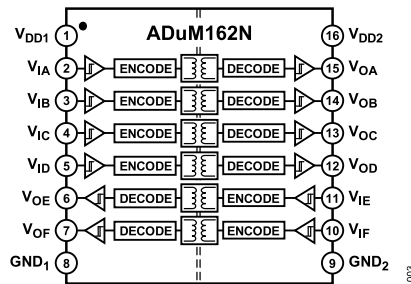 ADuM162N
VDD1 1 16 VDD2
VIA 2 ENCODE DECODE 15 VOA
VIB 3 ENCODE DECODE 14 VOB
VIC 4 ENCODE DECODE 13 VOC
VID 5 ENCODE DECODE 12 VOD
VOE 6 DECODE ENCODE 11 VIE
VOF 7 DECODE ENCODE 10 VIF
GND1 8 9 GND2
003